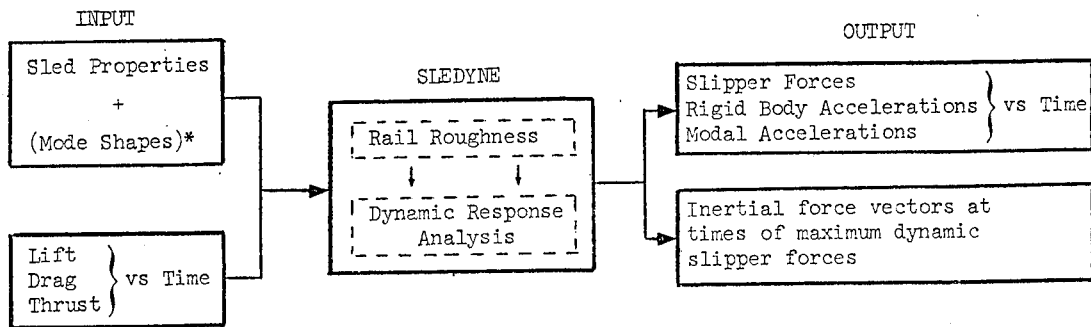 INPUT
Sled Properties
+
(Mode Shapes)*
Lift
Drag
Thrust
vs Time
SLEDYNE
Rail Roughness
Dynamic Response
Analysis
OUTPUT
Slipper Forces
Rigid Body Accelerations
Modal Accelerations
vs Time
Inertial force vectors at
times of maximum dynamic
slipper forces